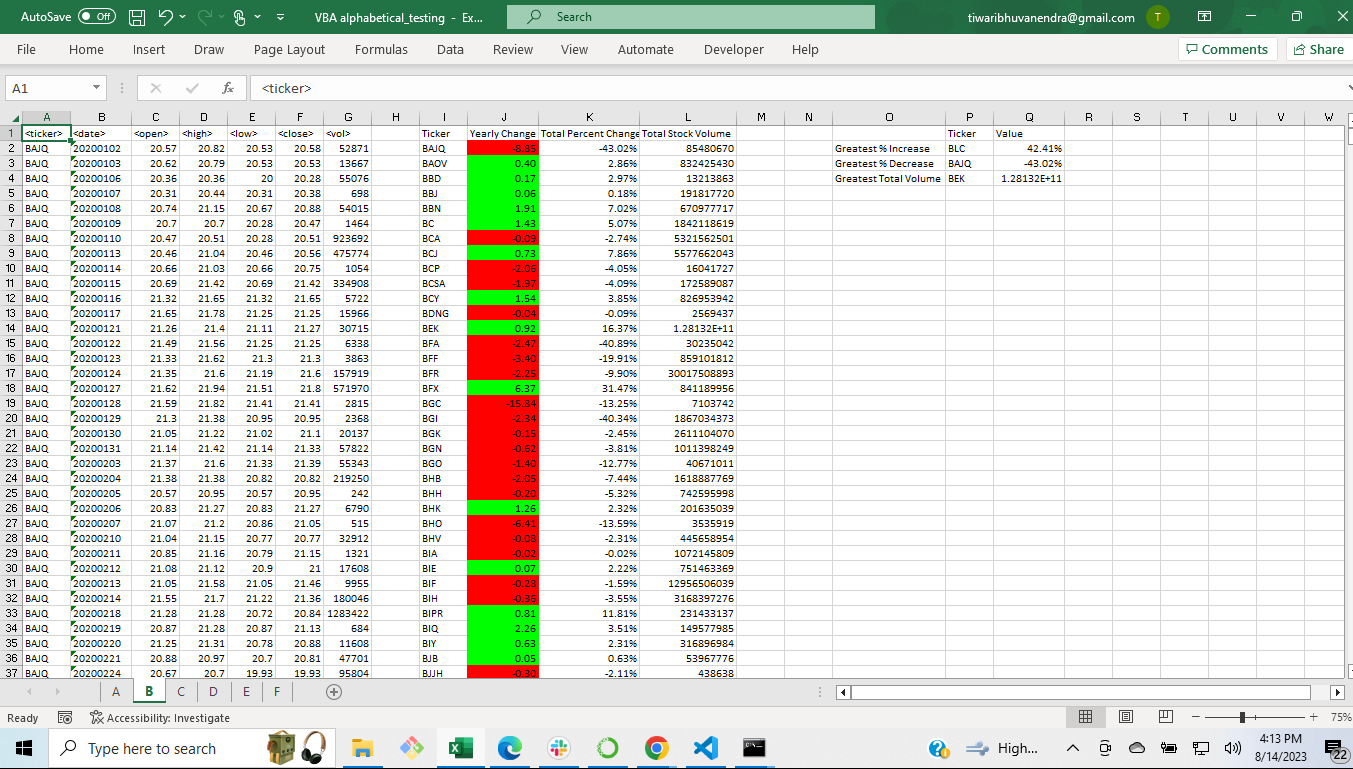 AutoSave Off VBA alphabetical_testing - Ex... Search tiwaribhuvanendra@gmail.com T
File Home Insert Draw Page Layout Formulas Data Review View Automate Developer Help Comments Share
A1 fx <ticker>
A B C D E F G H I J K L M N O P Q R S T U V W
1 <ticker> <date> <open> <high> <low> <close> <vol> Ticker Yearly Change Total Percent Change Total Stock Volume Ticker Value
2 BAJQ 20200102 20.57 20.82 20.53 20.58 52871 BAJQ -8.85 -43.02% 85480670 Greatest % Increase BLC 42.41%
3 BAJQ 20200103 20.62 20.79 20.53 20.53 13667 BAOV 0.40 2.86% 832425430 Greatest % Decrease BAJQ -43.02%
4 BAJQ 20200106 20.36 20.36 20 20.28 55076 BBD 0.17 2.97% 13213863 Greatest Total Volume BEK 1.28132E+11
5 BAJQ 20200107 20.31 20.44 20.31 20.38 698 BBJ 0.06 0.18% 191817720
6 BAJQ 20200108 20.74 21.15 20.67 20.88 54015 BBN 1.91 7.02% 670977717
7 BAJQ 20200109 20.7 20.7 20.28 20.47 1464 BC 1.43 5.07% 1842118619
8 BAJQ 20200110 20.47 20.51 20.28 20.51 923692 BCA -0.09 -2.74% 5321562501
9 BAJQ 20200113 20.46 21.04 20.46 20.56 475774 BCJ 0.73 7.86% 5577662043
10 BAJQ 20200114 20.66 21.03 20.66 20.75 1054 BCP -2.06 -4.05% 16041727
11 BAJQ 20200115 20.69 21.42 20.69 21.42 334908 BCSA -1.97 -4.09% 172589087
12 BAJQ 20200116 21.32 21.65 21.32 21.65 5722 BCY 1.54 3.85% 826953942
13 BAJQ 20200117 21.65 21.78 21.25 21.25 15966 BDNG -0.04 -0.09% 2569437
14 BAJQ 20200121 21.26 21.4 21.11 21.27 30715 BEK 0.92 16.37% 1.28132E+11
15 BAJQ 20200122 21.49 21.56 21.25 21.25 6338 BFA -2.47 -40.89% 30235042
16 BAJQ 20200123 21.33 21.62 21.3 21.3 3863 BFF -3.40 -19.91% 859101812
17 BAJQ 20200124 21.35 21.6 21.19 21.6 157919 BFR -2.25 -9.90% 30017508893
18 BAJQ 20200127 21.62 21.94 21.51 21.8 571970 BFX 6.37 31.47% 841189956
19 BAJQ 20200128 21.59 21.82 21.41 21.41 2815 BGC -15.84 -13.25% 7103742
20 BAJQ 20200129 21.3 21.38 20.95 20.95 2368 BGI -2.34 -40.34% 1867034373
21 BAJQ 20200130 21.05 21.22 21.02 21.1 20137 BGK -0.15 -2.45% 2611104070
22 BAJQ 20200131 21.14 21.42 21.14 21.33 57822 BGN -0.62 -3.81% 1011398249
23 BAJQ 20200203 21.37 21.6 21.33 21.39 55343 BGO -1.40 -12.77% 40671011
24 BAJQ 20200204 21.38 21.38 20.82 20.82 219250 BHB -2.05 -7.44% 1618887769
25 BAJQ 20200205 20.57 20.95 20.57 20.95 242 BHH -0.20 -5.32% 742595998
26 BAJQ 20200206 20.83 21.27 20.83 21.27 6790 BHK 1.26 2.32% 201635039
27 BAJQ 20200207 21.07 21.2 20.86 21.05 515 BHO -6.41 -13.59% 3535919
28 BAJQ 20200210 21.04 21.15 20.77 20.77 32912 BHV -0.08 -2.31% 445658954
29 BAJQ 20200211 20.85 21.16 20.79 21.15 1321 BIA -0.02 -0.02% 1072145809
30 BAJQ 20200212 21.08 21.12 20.9 21 17608 BIE 0.07 2.22% 751463369
31 BAJQ 20200213 21.05 21.58 21.05 21.46 9955 BIF -0.28 -1.59% 12956506039
32 BAJQ 20200214 21.55 21.7 21.22 21.36 180046 BIH -0.36 -3.55% 3168397276
33 BAJQ 20200218 21.28 21.28 20.72 20.84 1283422 BIPR 0.81 11.81% 231433137
34 BAJQ 20200219 20.87 21.28 20.87 21.13 684 BIQ 2.26 3.51% 149577985
35 BAJQ 20200220 21.25 21.31 20.78 20.88 11608 BIY 0.63 2.31% 316896984
36 BAJQ 20200221 20.88 20.97 20.7 20.81 47701 BJB 0.05 0.63% 53967776
37 BAJQ 20200224 20.67 20.7 19.93 19.93 95804 BJJH -0.30 -2.11% 438638
A B C D E F
Ready Accessibility: Investigate 75%
Type here to search High... 4:13 PM
8/14/2023 22